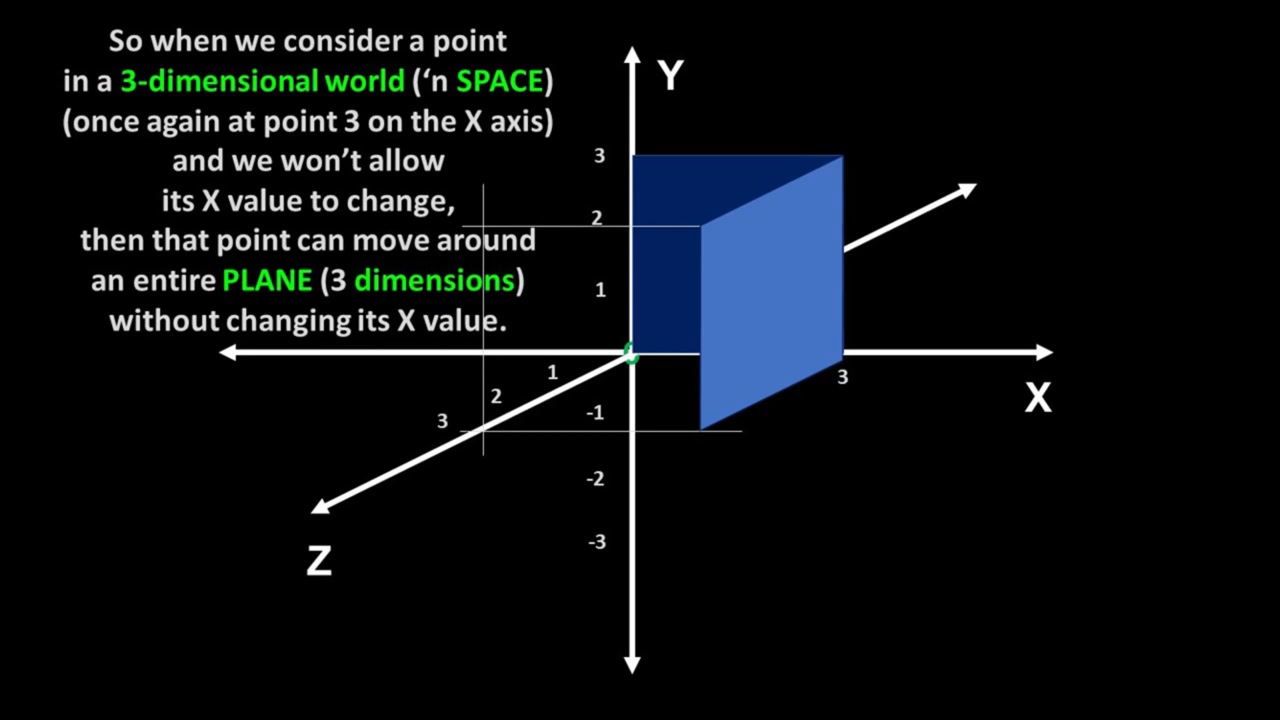 So when we consider a point
in a 3-dimensional world (‘n SPACE)
(once again at point 3 on the X axis)
and we won’t allow
its X value to change,
then that point can move around
an entire PLANE (3 dimensions)
without changing its X value.
Y
3
2
1
1
2
3
3
X
-1
-2
-3
Z